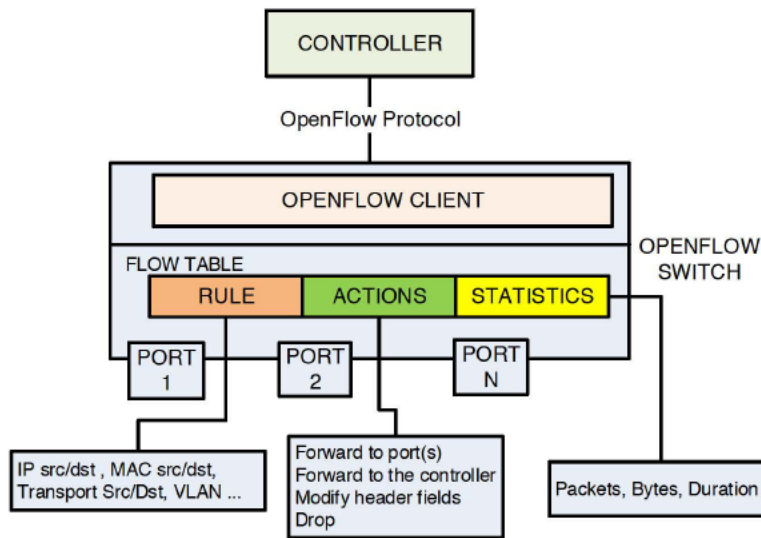 CONTROLLER
OpenFlow Protocol
OPENFLOW CLIENT
OPENFLOW
SWITCH
FLOW TABLE
RULE
ACTIONS
STATISTICS
PORT
1
PORT
2
PORT
N
IP src/dst , MAC src/dst,
Transport Src/Dst, VLAN ...
Forward to port(s)
Forward to the controller
Modify header fields
Drop
Packets, Bytes, Duration